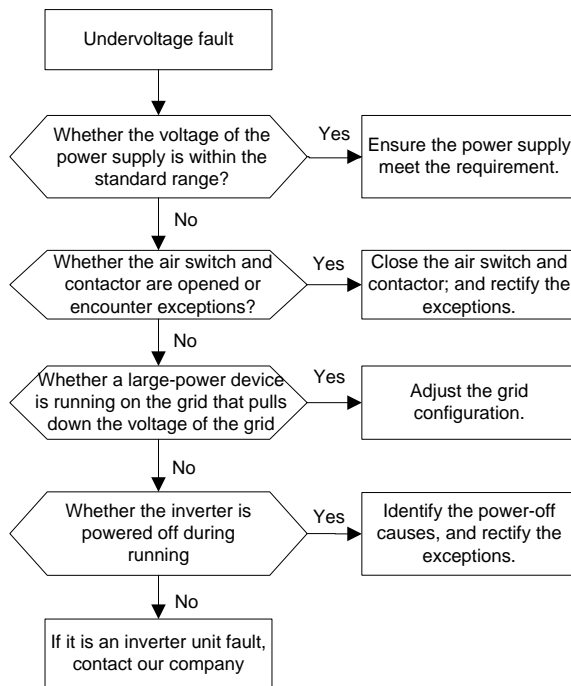 Undervoltage fault
Whether the voltage of the
power supply is within the
standard range?
Yes
Ensure the power supply
meet the requirement.
No
Whether the air switch and
contactor are opened or
encounter exceptions?
Yes
Close the air switch and
contactor; and rectify the
exceptions.
No
Whether a large-power device
is running on the grid that pulls
down the voltage of the grid
Yes
Adjust the grid
configuration.
No
Whether the inverter is
powered off during
running
Yes
Identify the power-off
causes, and rectify the
exceptions.
No
If it is an inverter unit fault,
contact our company